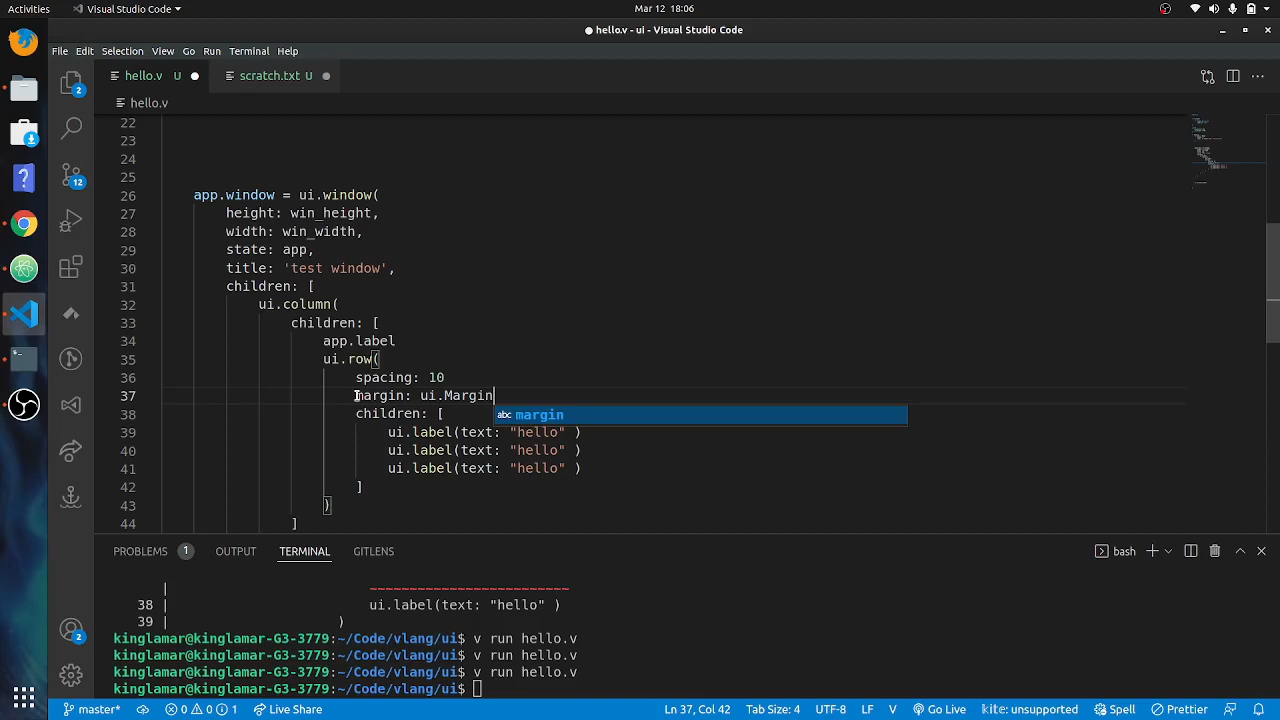 Activities
Visual Studio Code
Mar 12 18:06
hello.v - ui - Visual Studio Code
File Edit Selection View Go Run Terminal Help
hello.v U
scratch.txt U
hello.v
22
23
24
25
26 app.window = ui.window(
27 height: win_height,
28 width: win_width,
29 state: app,
30 title: 'test window',
31 children: [
32 ui.column(
33 children: [
34 app.label
35 ui.row(
36 spacing: 10
37 margin: ui.Margin
abc margin
38 children: [
39 ui.label(text: "hello" )
40 ui.label(text: "hello" )
41 ui.label(text: "hello" )
42 ]
43 )
44 ]
2
12
2
PROBLEMS 1 OUTPUT TERMINAL GITLENS
bash
| ~~~~~~~~~~~~~~~~~~~~~~~~~
38 | ui.label(text: "hello" )
39 | )
kinglamar@kinglamar-G3-3779:~/Code/vlang/ui$ v run hello.v
kinglamar@kinglamar-G3-3779:~/Code/vlang/ui$ v run hello.v
kinglamar@kinglamar-G3-3779:~/Code/vlang/ui$ v run hello.v
kinglamar@kinglamar-G3-3779:~/Code/vlang/ui$
master* 0 0 1 Live Share Ln 37, Col 42 Tab Size: 4 UTF-8 LF V Go Live kite: unsupported Spell Prettier